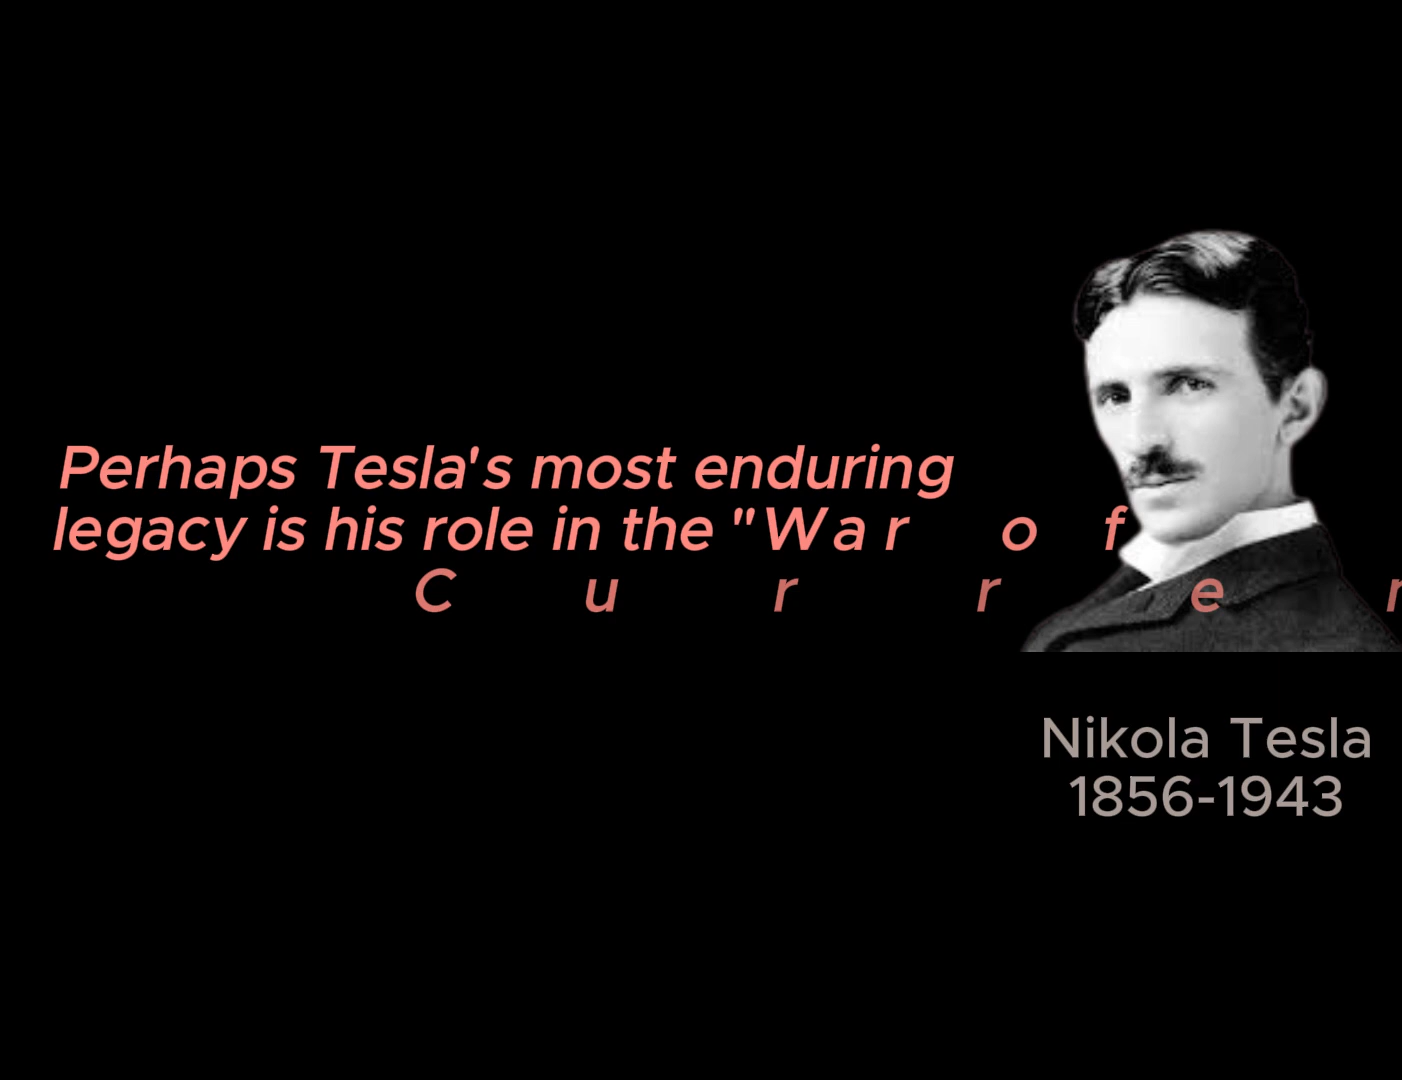 Perhaps Tesla's most enduring
legacy is his role in the "War of
Curre
Nikola Tesla
1856-1943